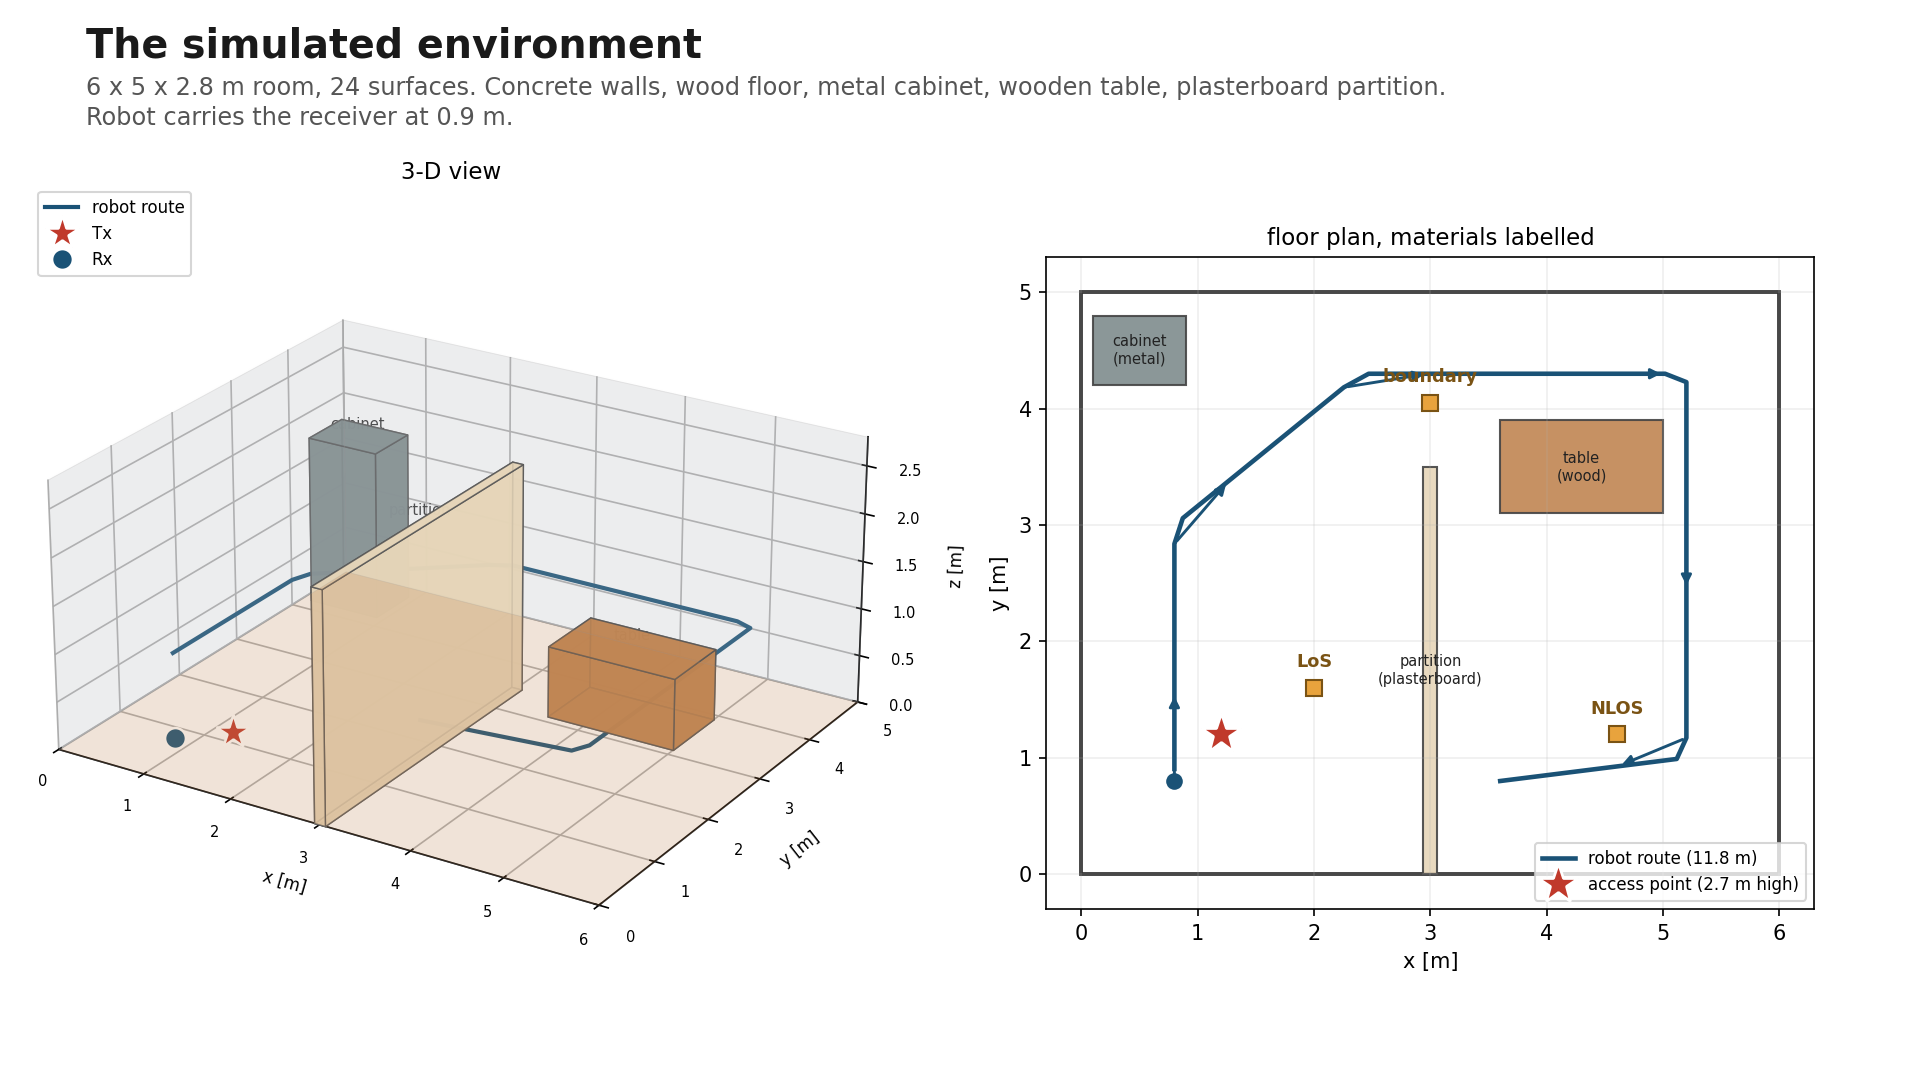 The simulated environment
6 x 5 x 2.8 m room, 24 surfaces. Concrete walls, wood floor, metal cabinet, wooden table, plasterboard partition.
Robot carries the receiver at 0.9 m.
3-D view
robot route
Tx
Rx
cabinet
2.5
2.0
1.5
1.0
0.5
0.0
z [m]
0
1
2
3
4
5
6
x [m]
0
1
2
3
4
5
y [m]
floor plan, materials labelled
5
4
3
2
1
0
y [m]
cabinet
(metal)
boundary
table
(wood)
LoS
partition
(plasterboard)
NLOS
robot route (11.8 m)
access point (2.7 m high)
0
1
2
3
4
5
6
x [m]